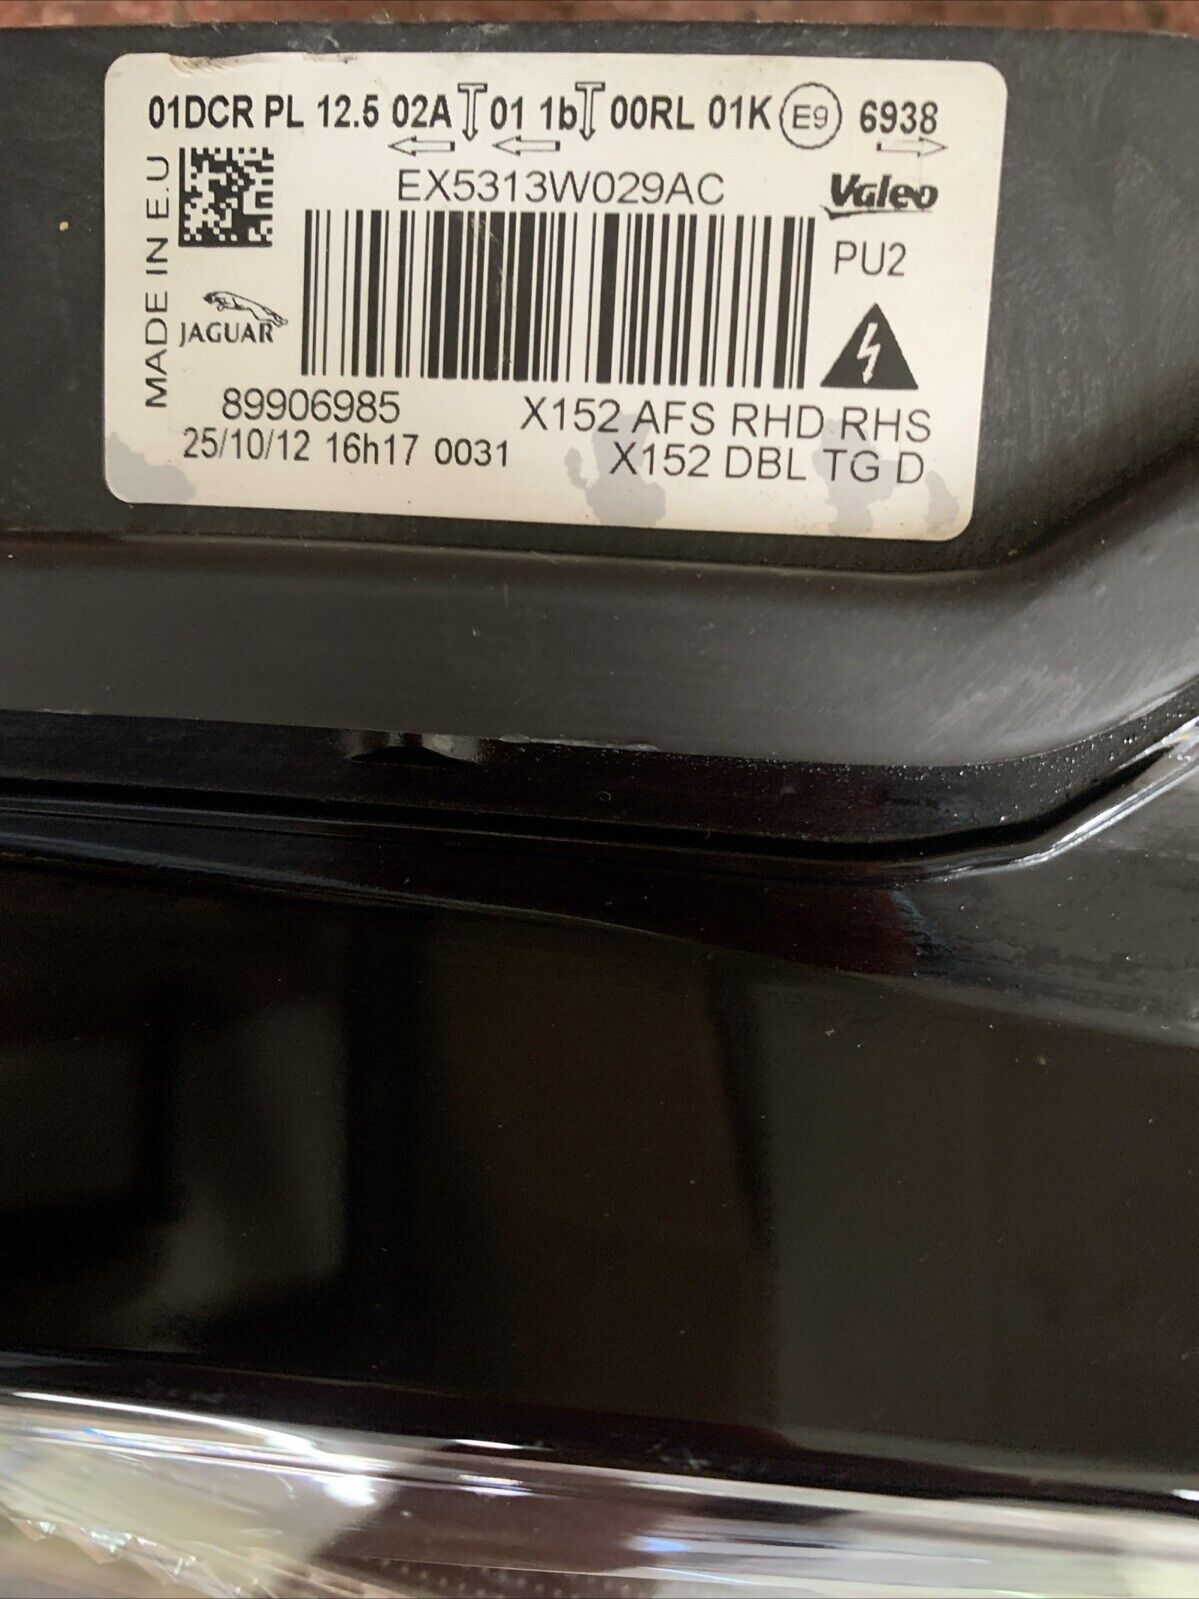 01DCR PL 12.5 02A 01 1b 00RL 01K E9 6938
EX5313W029AC
Valeo
PU2
MADE IN E.U
JAGUAR
89906985
X152 AFS RHD RHS
25/10/12 16h17 0031
X152 DBL TG D